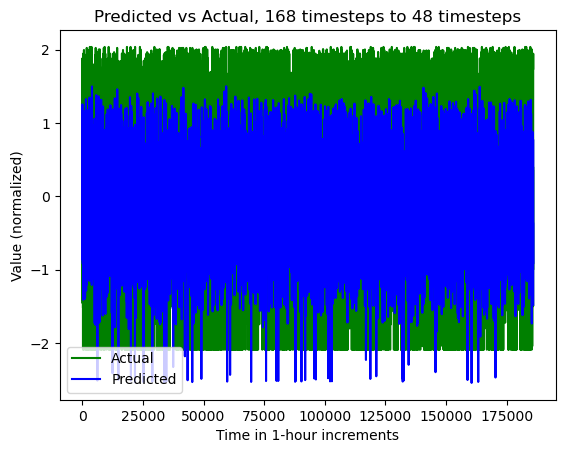 Predicted vs Actual, 168 timesteps to 48 timesteps
Value (normalized)
2
1
0
−1
−2
Actual
Predicted
0 25000 50000 75000 100000 125000 150000 175000
Time in 1-hour increments